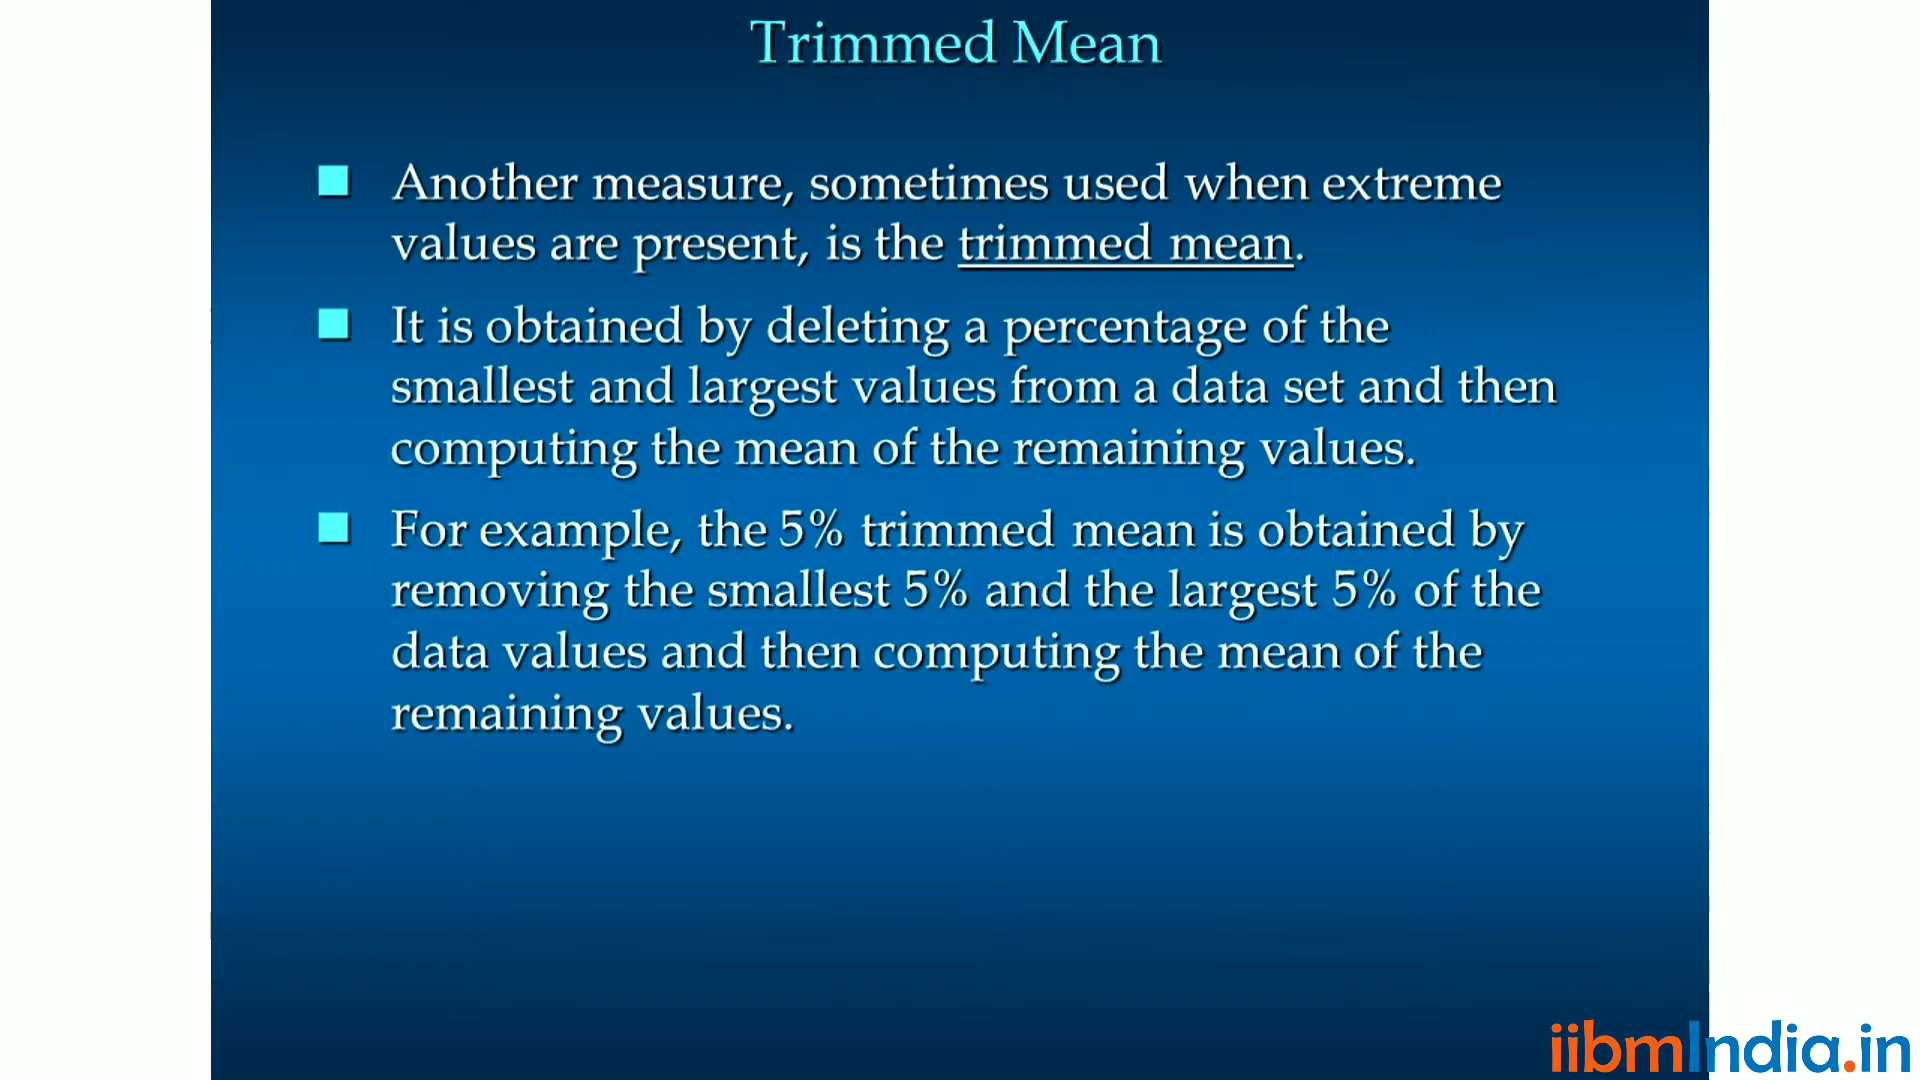 Trimmed Mean
Another measure, sometimes used when extreme
values are present, is the trimmed mean.
It is obtained by deleting a percentage of the
smallest and largest values from a data set and then
computing the mean of the remaining values.
For example, the 5% trimmed mean is obtained by
removing the smallest 5% and the largest 5% of the
data values and then computing the mean of the
remaining values.
iibmIndia.in